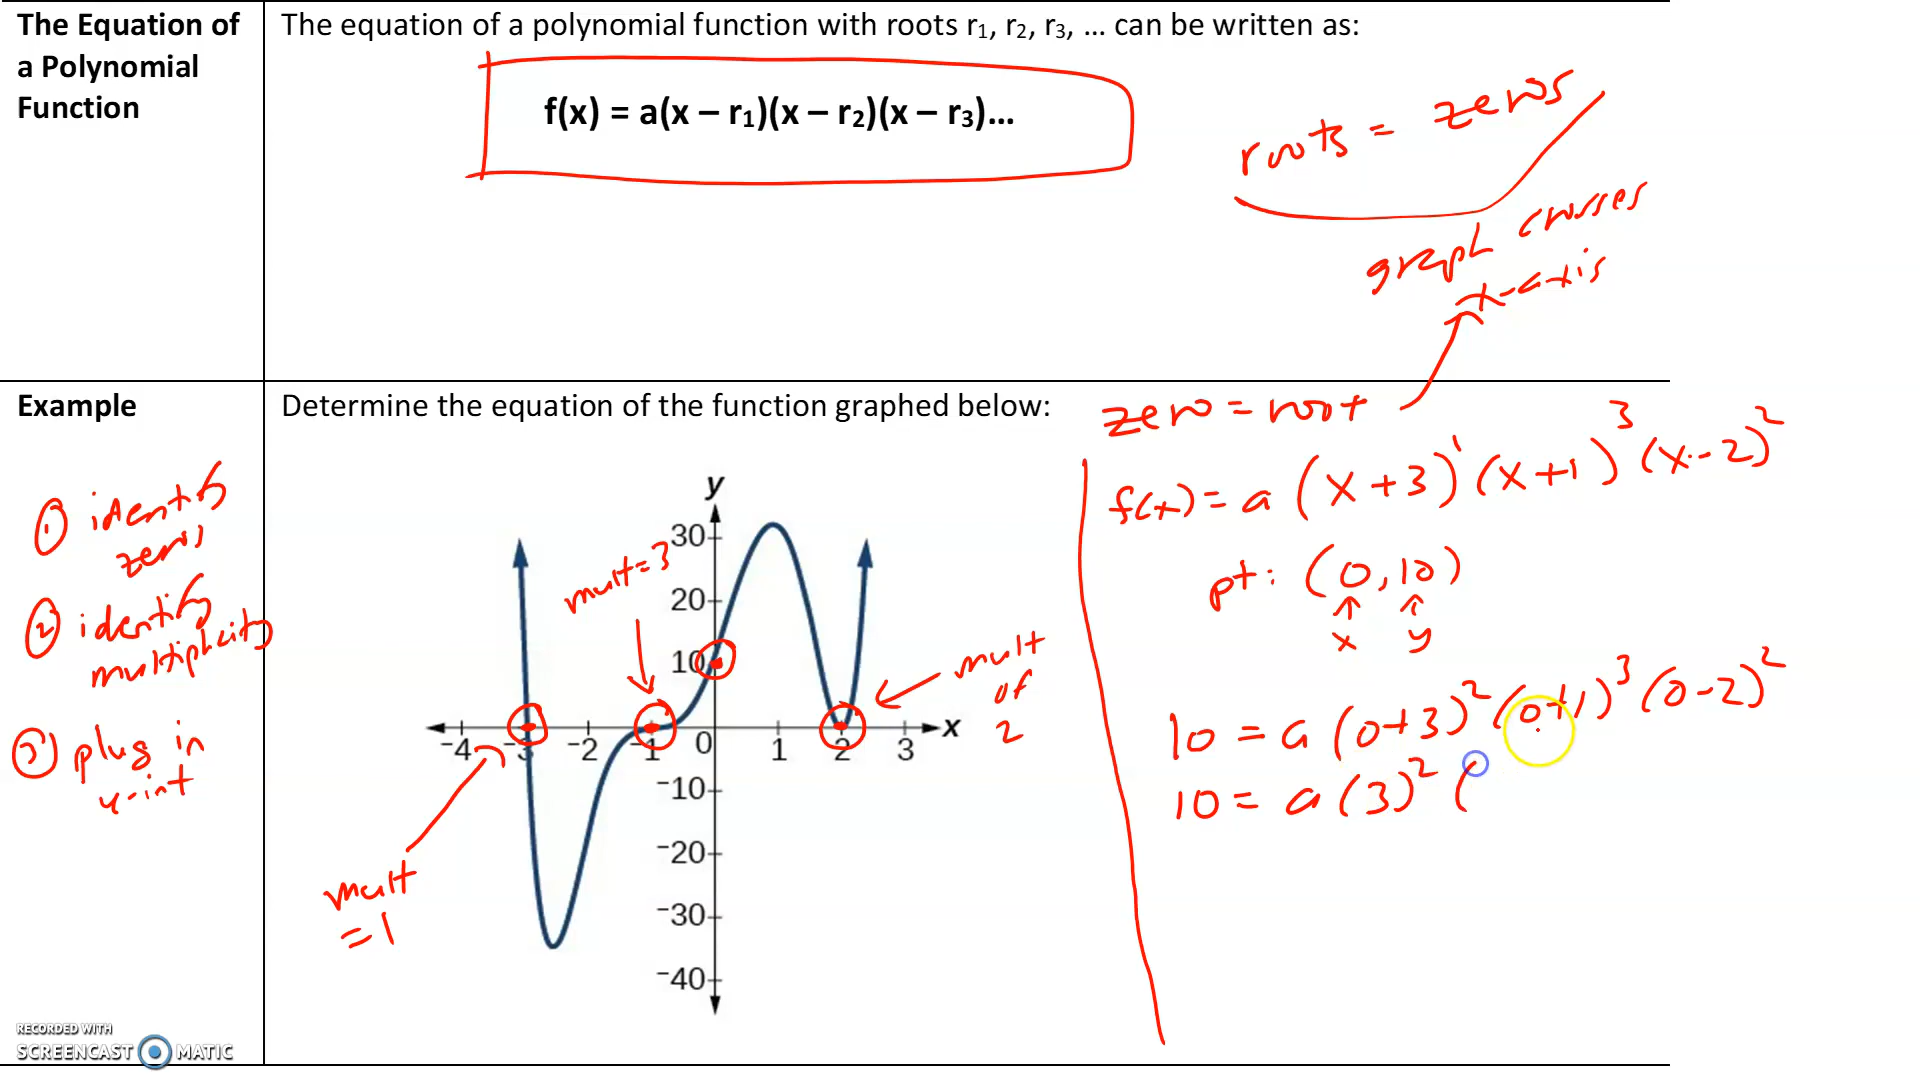 The Equation of
a Polynomial
Function
The equation of a polynomial function with roots r₁, r₂, r₃, ... can be written as:
f(x) = a(x – r₁)(x – r₂)(x – r₃)...
roots = zeros
graph crosses
x-axis
Example
Determine the equation of the function graphed below:
① identify
zeros
② identify
multiplicity
③ plug in
y-int
zero = root
f(x) = a (x+3)¹ (x+1)³ (x-2)²
pt: (0,10)
x y
10 = a (0+3)² (0+1)³ (0-2)²
10 = a (3)² (
y
30
20
10
-4 -3 -2 -1 0 1 2 3 x
-10
-20
-30
-40
mult=3
mult
of
2
mult
=1
RECORDED WITH
SCREENCAST MATIC